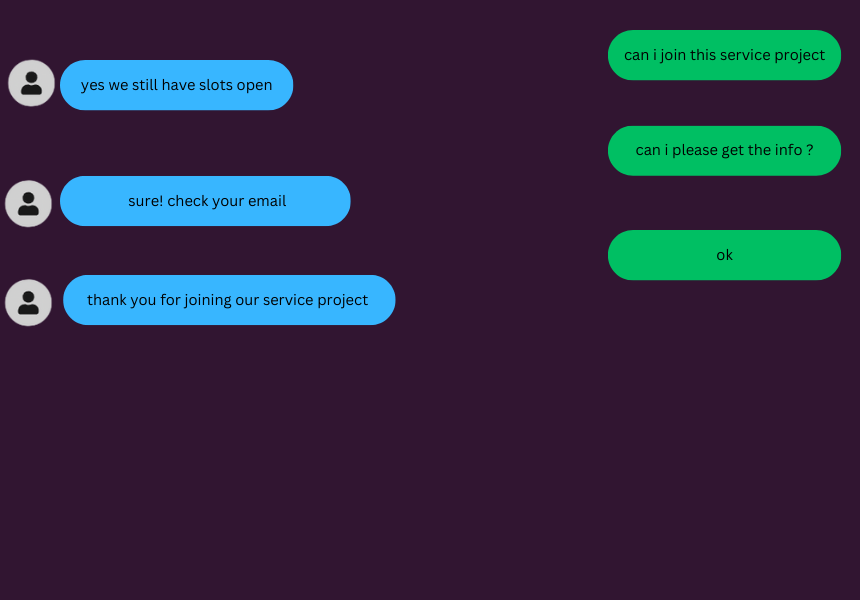 can i join this service project
yes we still have slots open
can i please get the info ?
sure! check your email
ok
thank you for joining our service project